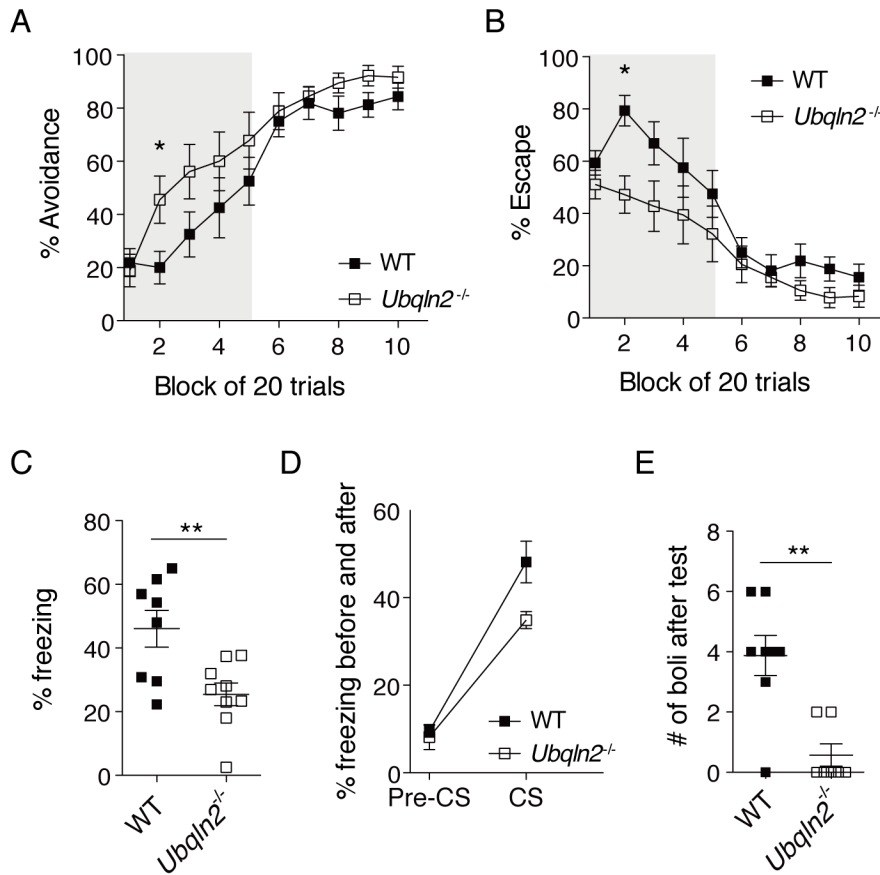 A
% Avoidance
100
80
60
40
20
0
*
WT
Ubqln2-/-
2 4 6 8 10
Block of 20 trials
B
% Escape
100
80
60
40
20
0
*
WT
Ubqln2-/-
2 4 6 8 10
Block of 20 trials
C
% freezing
80
60
40
20
0
**
WT
Ubqln2-/-
D
% freezing before and after
60
40
20
0
WT
Ubqln2-/-
Pre-CS CS
E
# of boli after test
8
6
4
2
0
**
WT
Ubqln2-/-